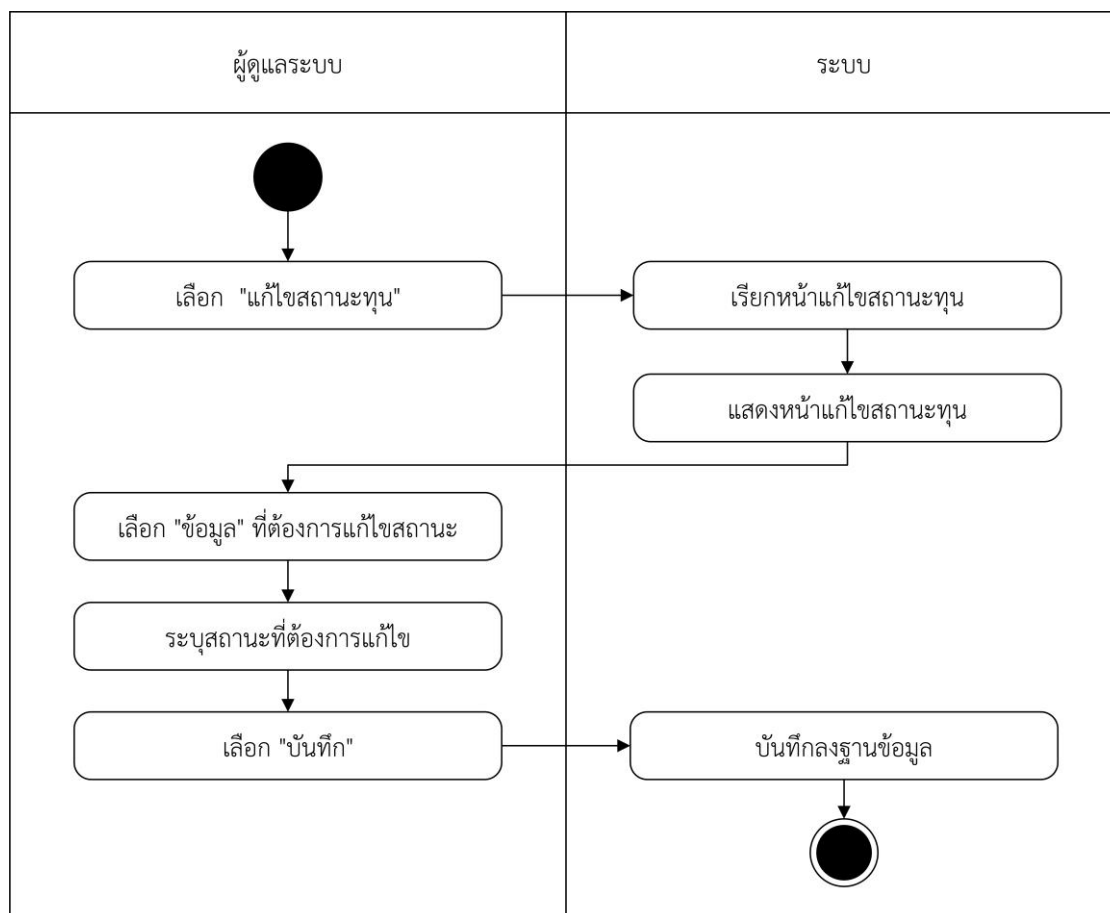 ผู้ดูแลระบบ
ระบบ
เลือก "แก้ไขสถานะทุน"
เรียกหน้าแก้ไขสถานะทุน
แสดงหน้าแก้ไขสถานะทุน
เลือก "ข้อมูล" ที่ต้องการแก้ไขสถานะ
ระบุสถานะที่ต้องการแก้ไข
เลือก "บันทึก"
บันทึกลงฐานข้อมูล